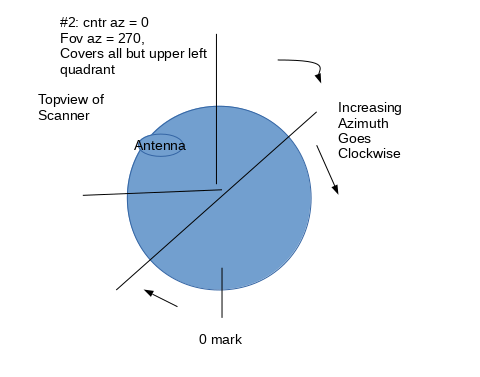 #2: cntr az = 0
Fov az = 270,
Covers all but upper left
quadrant
Topview of
Scanner
Increasing
Azimuth
Goes
Clockwise
Antenna
0 mark